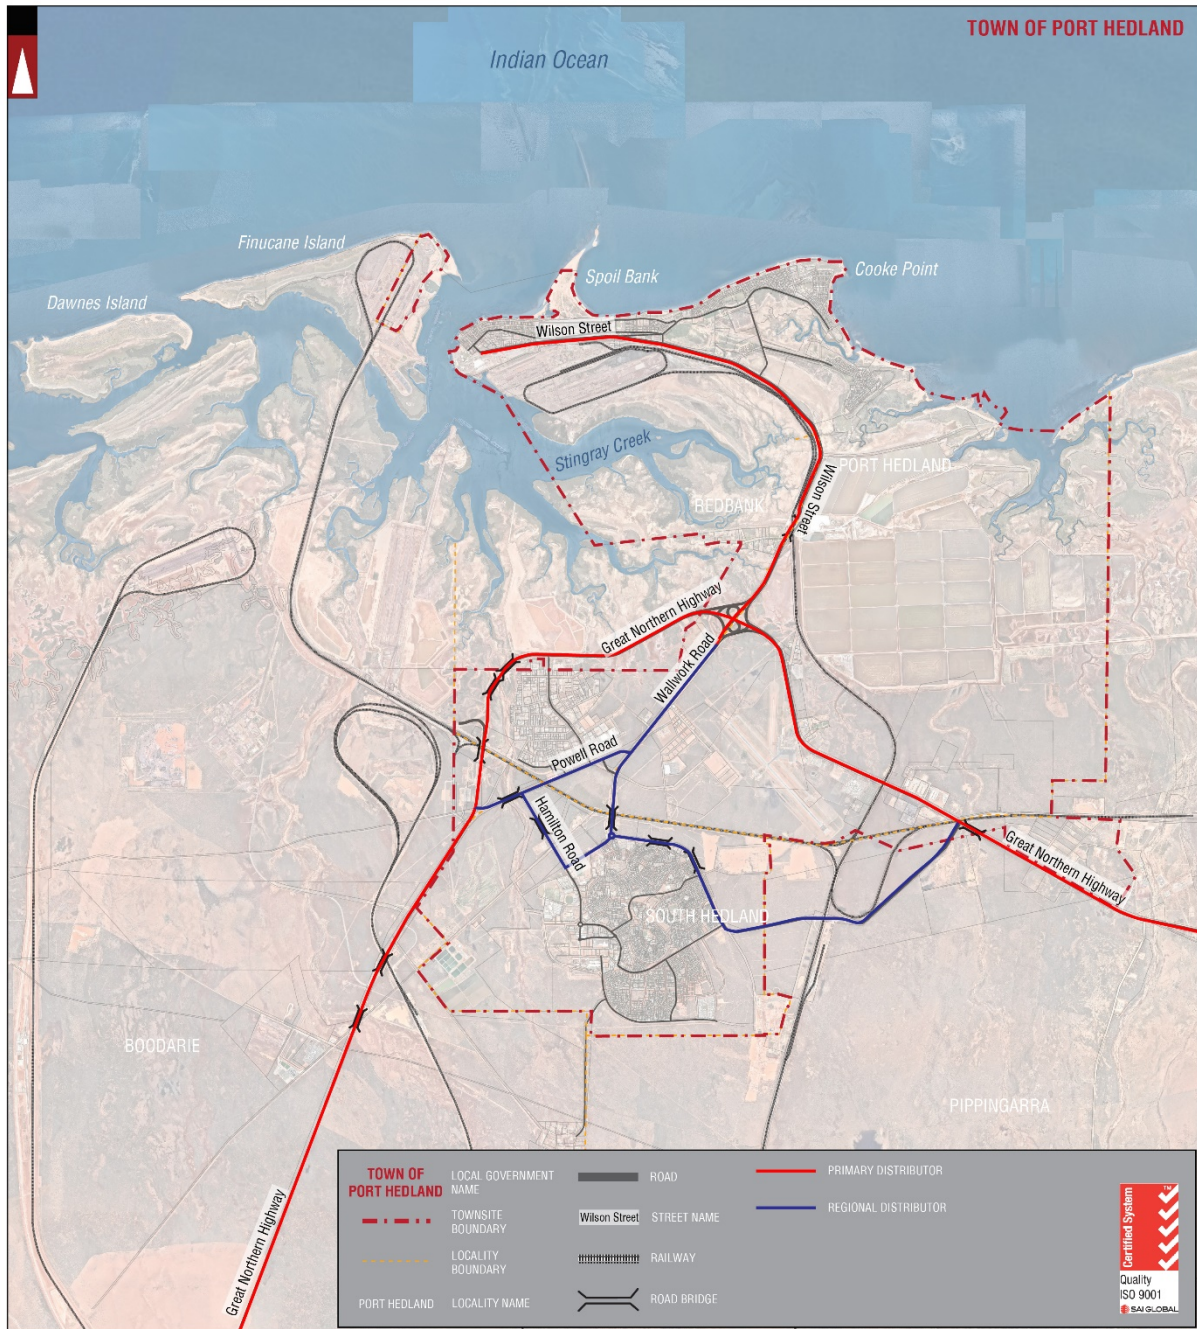 TOWN OF PORT HEDLAND
Indian Ocean
Finucane Island
Spoil Bank
Cooke Point
Dawnes Island
Wilson Street
Stingray Creek
PORT HEDLAND
Wilson Street
REDBANK
Great Northern Highway
Wallwork Road
Powell Road
Hamilton Road
Great Northern Highway
SOUTH HEDLAND
BOODARIE
PIPPINGARRA
Great Northern Highway
TOWN OF
PORT HEDLAND
LOCAL GOVERNMENT
NAME
TOWNSITE
BOUNDARY
LOCALITY
BOUNDARY
PORT HEDLAND
LOCALITY NAME
ROAD
Wilson Street
STREET NAME
RAILWAY
ROAD BRIDGE
PRIMARY DISTRIBUTOR
REGIONAL DISTRIBUTOR
Certified System
TM
Quality
ISO 9001
SAI GLOBAL